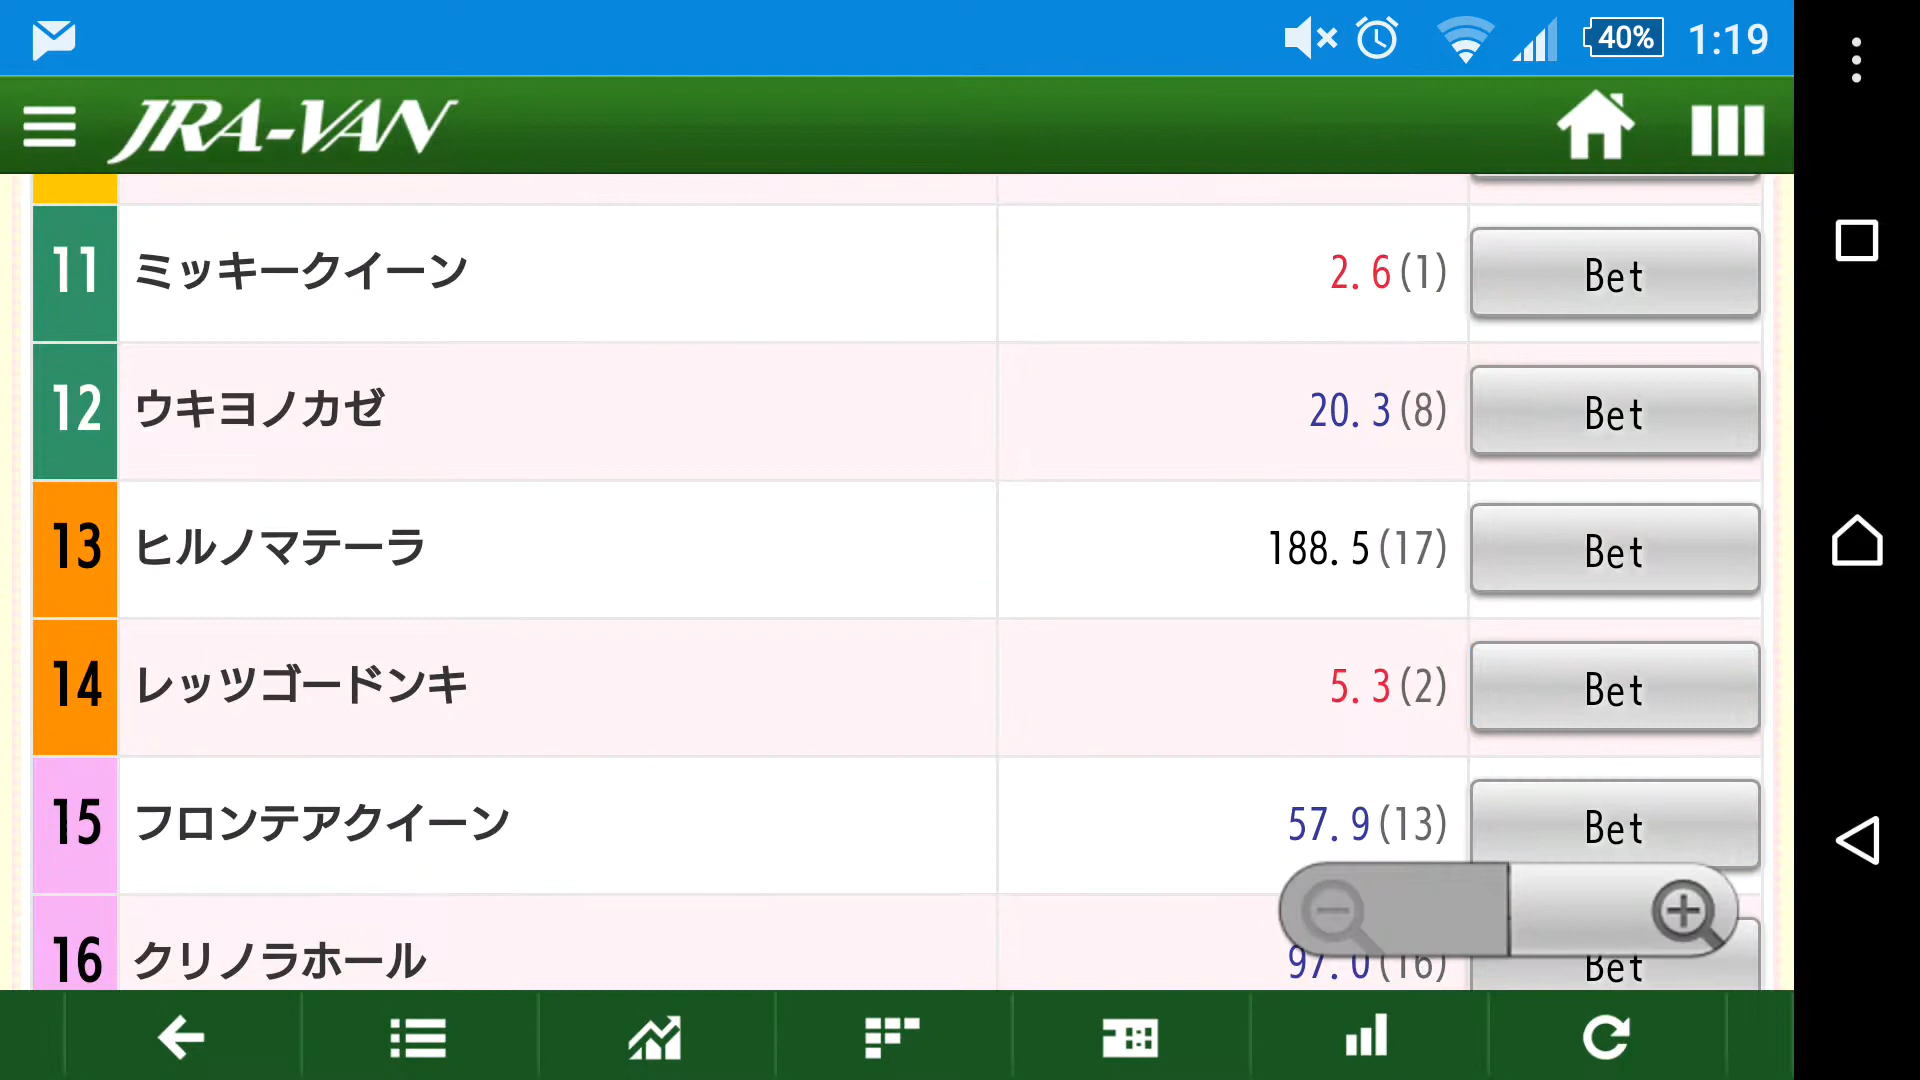 40% 1:19
JRA-VAN
11 ミッキークイーン 2.6(1) Bet
12 ウキヨノカゼ 20.3(8) Bet
13 ヒルノマテーラ 188.5(17) Bet
14 レッツゴードンキ 5.3(2) Bet
15 フロンテアクイーン 57.9(13) Bet
16 クリノラホール 97.0(16) Bet